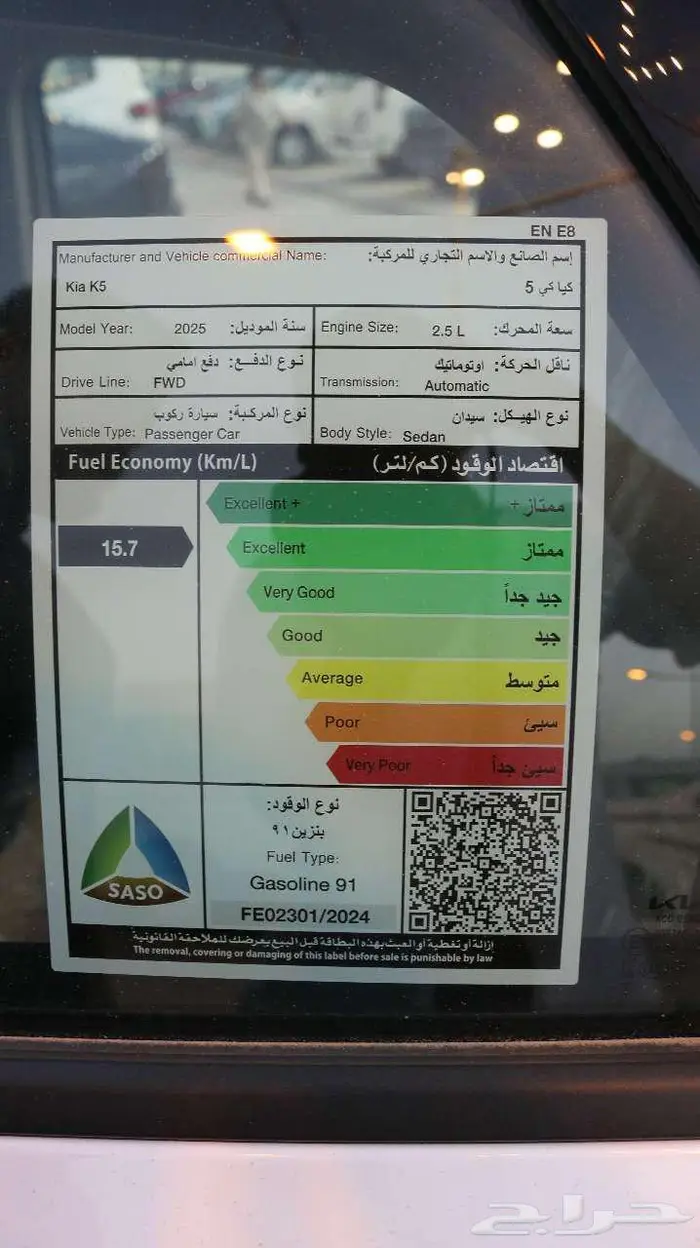 EN E8
Manufacturer and Vehicle commercial Name: إسم الصانع والاسم التجاري للمركبة:
Kia K5 كيا كي 5
Model Year: 2025 سنة الموديل: Engine Size: 2.5 L سعة المحرك:
نوع الدفع: دفع امامي ناقل الحركة: اوتوماتيك
Drive Line: FWD Transmission: Automatic
نوع المركبة: سيارة ركوب نوع الهيكل: سيدان
Vehicle Type: Passenger Car Body Style: Sedan
Fuel Economy (Km/L) اقتصاد الوقود (كم/لتر)
Excellent + ممتاز +
15.7 Excellent ممتاز
Very Good جيد جداً
Good جيد
Average متوسط
Poor سيئ
Very Poor سيئ جداً
نوع الوقود:
بنزين ٩١
Fuel Type:
Gasoline 91
SASO
FE02301/2024
إزالة أو تغطية أو العبث بهذه البطاقة قبل البيع يعرضك للملاحقة القانونية
The removal, covering or damaging of this label before sale is punishable by law
حراج